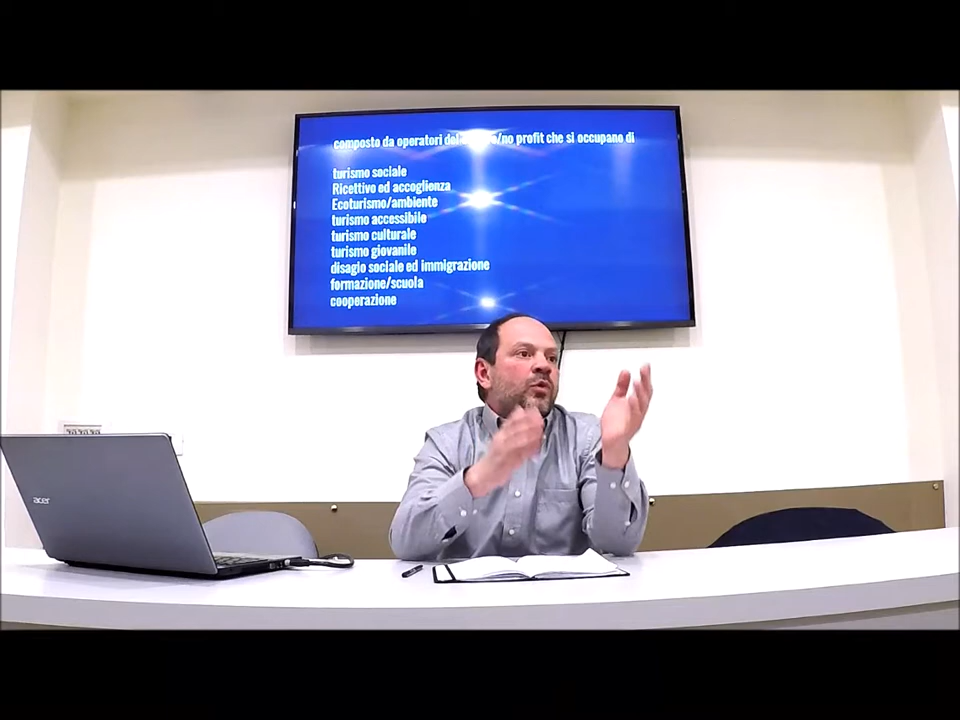 composto da operatori del /no profit che si occupano di
turismo sociale
Ricettivo ed accoglienza
Ecoturismo/ambiente
turismo accessibile
turismo culturale
turismo giovanile
disagio sociale ed immigrazione
formazione/scuola
cooperazione
acer